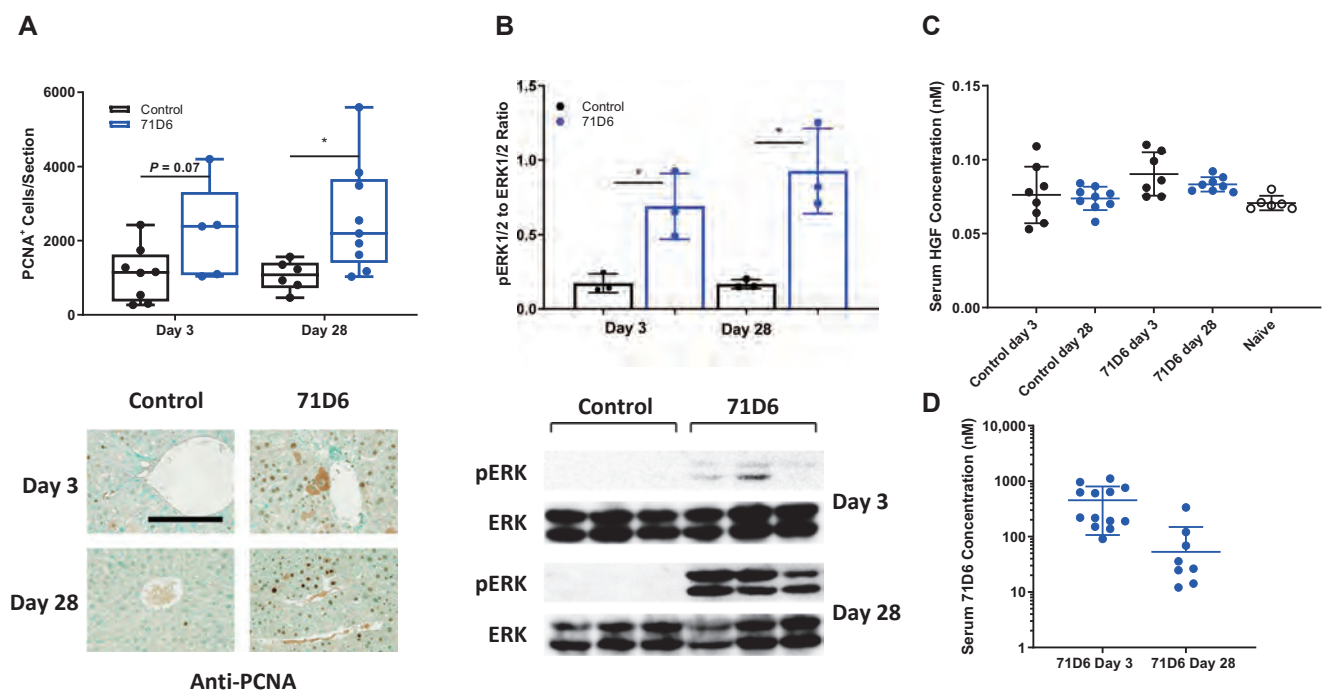 A
6000
4000
2000
0
PCNA⁺ Cells/Section
Control
71D6
P = 0.07
*
Day 3
Day 28
Control
71D6
Day 3
Day 28
Anti-PCNA
B
1.5
1.0
0.5
0.0
pERK1/2 to ERK1/2 Ratio
Control
71D6
*
*
Day 3
Day 28
Control
71D6
pERK
ERK
Day 3
pERK
ERK
Day 28
C
0.15
0.10
0.05
0.00
Serum HGF Concentration (nM)
Control day 3
Control day 28
71D6 day 3
71D6 day 28
Naïve
D
10,000
1000
100
10
1
Serum 71D6 Concentration (nM)
71D6 Day 3
71D6 Day 28